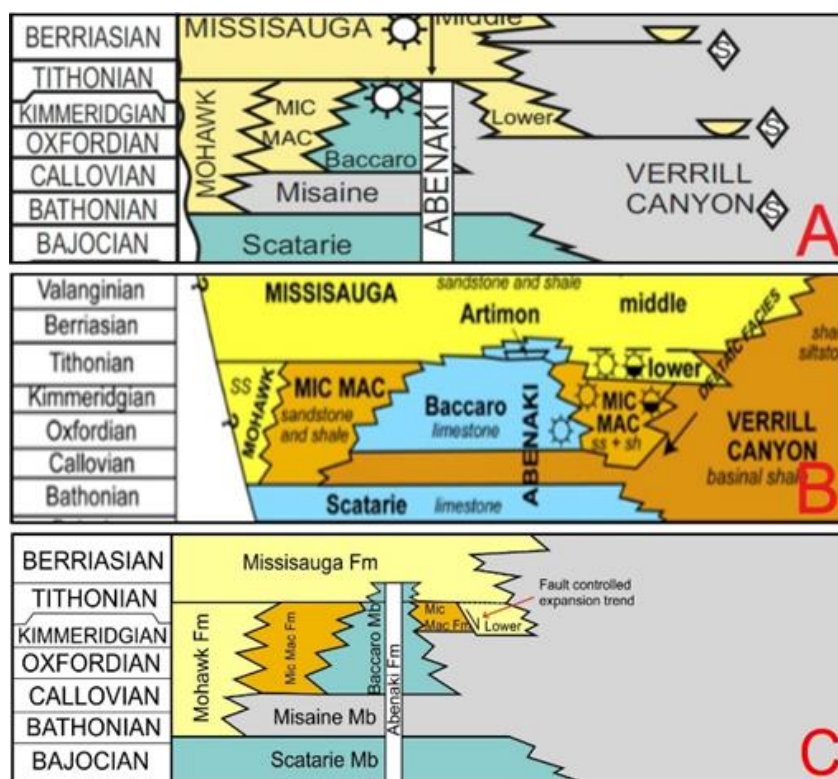 BERRIASIAN
TITHONIAN
KIMMERIDGIAN
OXFORDIAN
CALLOVIAN
BATHONIAN
BAJOCIAN
MISSISAUGA
Middle
MOHAWK
MIC
MAC
Baccaro
Misaine
Scatarie
ABENAKI
Lower
VERRILL
CANYON
S
S
S
A
Valanginian
Berriasian
Tithonian
Kimmeridgian
Oxfordian
Callovian
Bathonian
MISSISAUGA
sandstone and shale
middle
Artimon
SS
MOHAWK
MIC MAC
sandstone
and shale
Baccaro
limestone
ABENAKI
Scatarie limestone
lower
MIC
MAC
ss + sh
DELTAIC FACIES
VERRILL
CANYON
basinal shale
?
?
B
BERRIASIAN
TITHONIAN
KIMMERIDGIAN
OXFORDIAN
CALLOVIAN
BATHONIAN
BAJOCIAN
Missisauga Fm
Mohawk Fm
Mic Mac Fm
Baccaro Mb
Abenaki Fm
Misaine Mb
Scatarie Mb
Mic
Mac Fm
Lower
Fault controlled
expansion trend
C